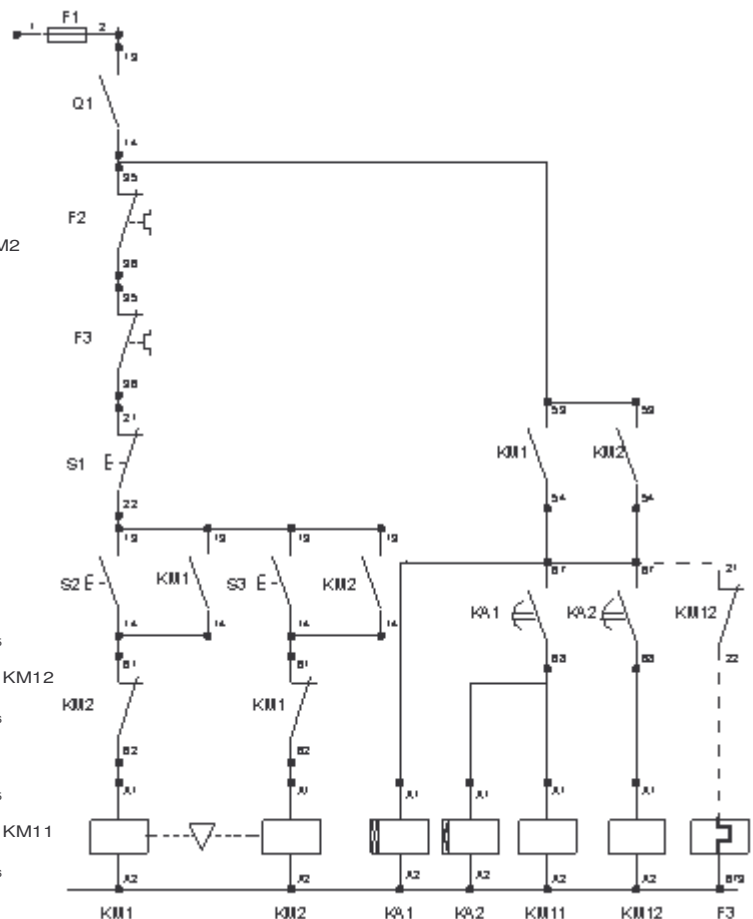 F1
1 2
13
Q1
14
95
F2
M2
96
95
F3
96
21
53 53
S1 KM1 KM2
22
54 54
13 13 13 13
67 67 21
S2 KM1 S3 KM2 KA1 KA2 KM12
14 14 14 14
s
68 68 22
61 61
KM12
KM2 KM1
s
62 62
A1 A1 A1 A1 A1 A1
s
KM11
s
A2 A2 A2 A2 A2 A2
KM1 KM2 KA1 KA2 KM11 KM12 F3